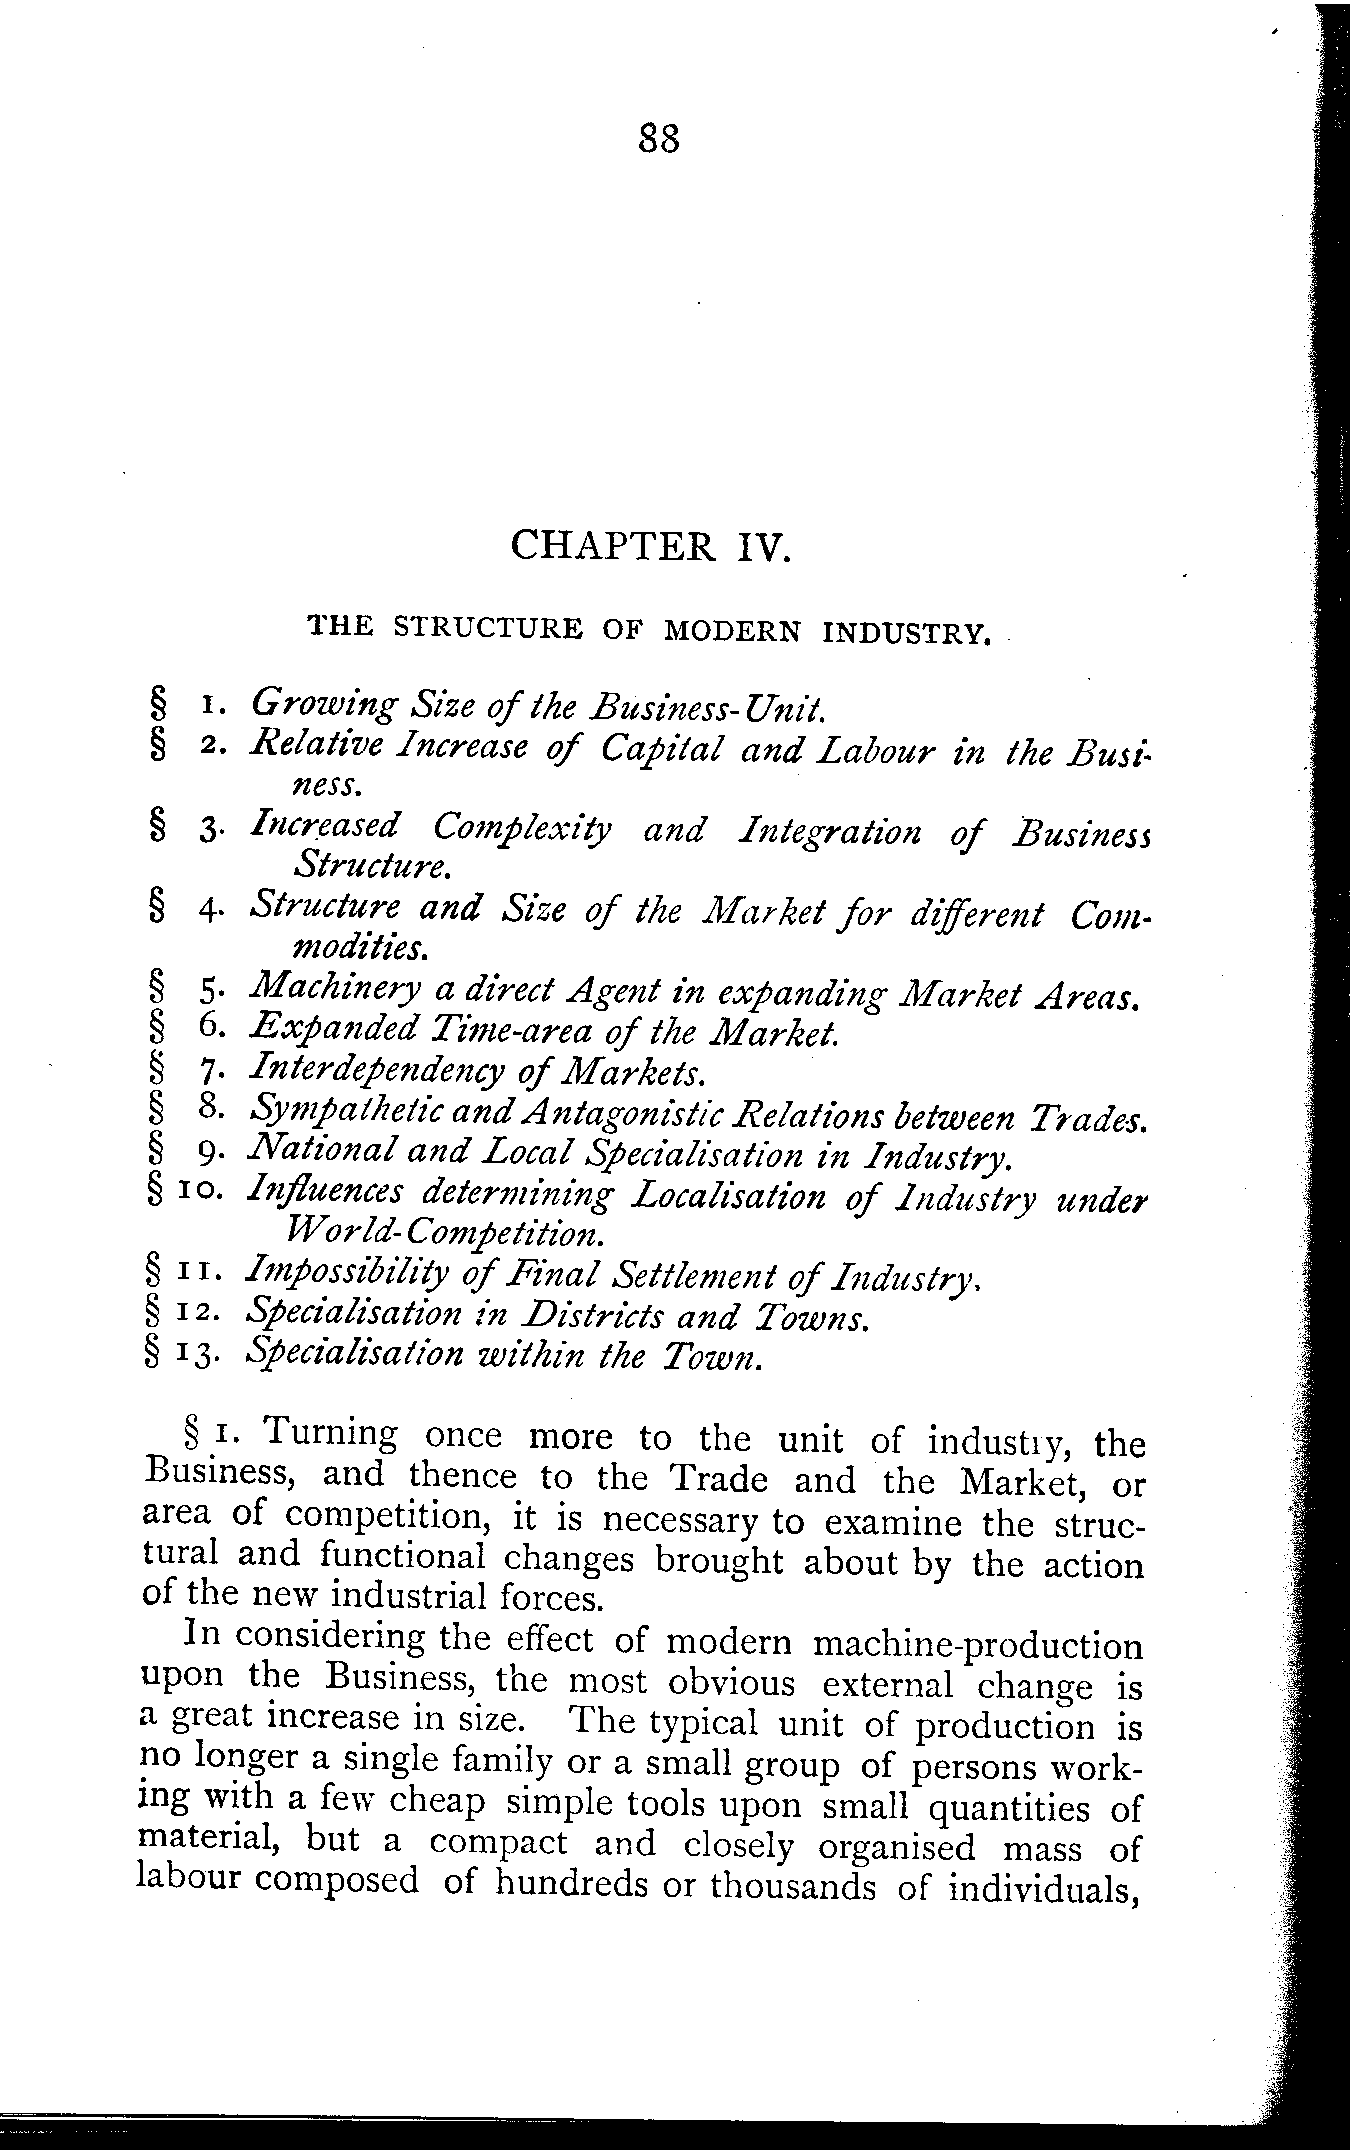 88
CHAPTER IV.
THE STRUCTURE OF MODERN INDUSTRY.
§ 1. Growing Size of the Business-Unit.
§ 2. Relative Increase of Capital and Labour in the Busi-
ness.
§ 3. Increased Complexity and Integration of Business
Structure.
§ 4. Structure and Size of the Market for different Com-
modities.
§ 5. Machinery a direct Agent in expanding Market Areas.
§ 6. Expanded Time-area of the Market.
§ 7. Interdependency of Markets.
§ 8. Sympathetic and Antagonistic Relations between Trades.
§ 9. National and Local Specialisation in Industry.
§ 10. Influences determining Localisation of Industry under
World-Competition.
§ 11. Impossibility of Final Settlement of Industry.
§ 12. Specialisation in Districts and Towns.
§ 13. Specialisation within the Town.
§ 1. Turning once more to the unit of industry, the
Business, and thence to the Trade and the Market, or
area of competition, it is necessary to examine the struc-
tural and functional changes brought about by the action
of the new industrial forces.
In considering the effect of modern machine-production
upon the Business, the most obvious external change is
a great increase in size. The typical unit of production is
no longer a single family or a small group of persons work-
ing with a few cheap simple tools upon small quantities of
material, but a compact and closely organised mass of
labour composed of hundreds or thousands of individuals,